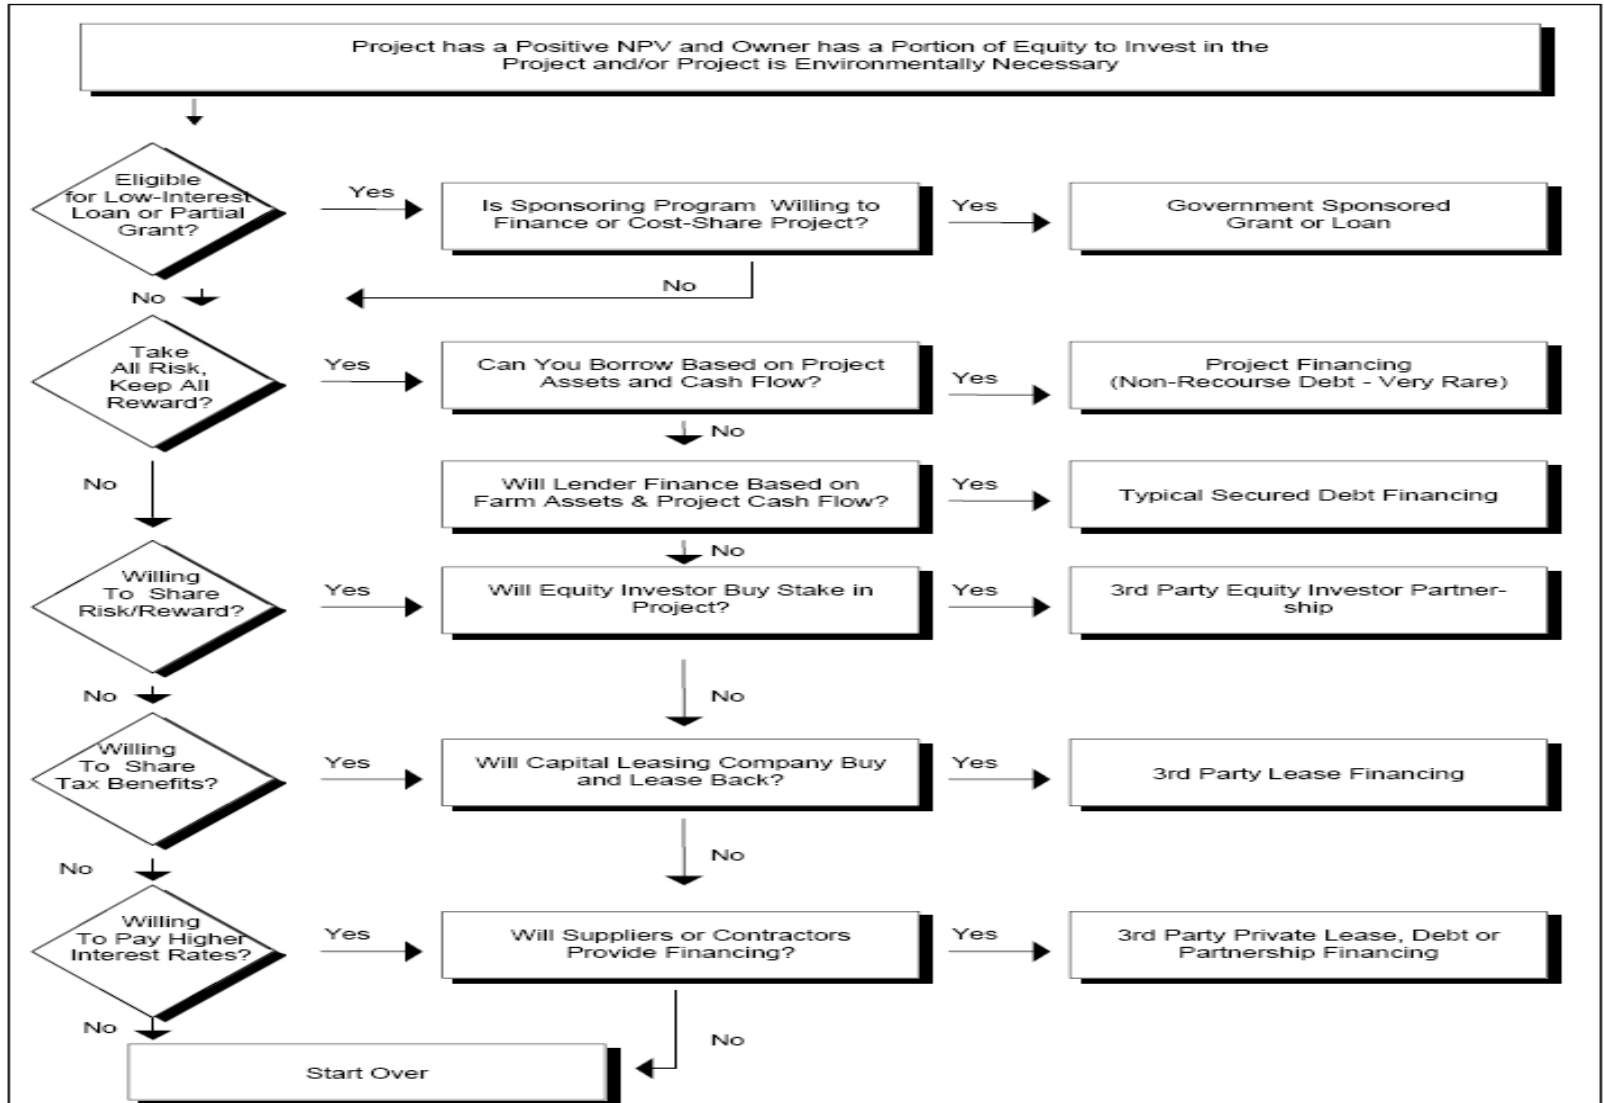 Project has a Positive NPV and Owner has a Portion of Equity to Invest in the
Project and/or Project is Environmentally Necessary
Eligible
for Low-Interest
Loan or Partial
Grant?
Yes
Is Sponsoring Program Willing to
Finance or Cost-Share Project?
Yes
Government Sponsored
Grant or Loan
No
No
Take
All Risk,
Keep All
Reward?
Yes
Can You Borrow Based on Project
Assets and Cash Flow?
Yes
Project Financing
(Non-Recourse Debt - Very Rare)
No
No
Will Lender Finance Based on
Farm Assets & Project Cash Flow?
Yes
Typical Secured Debt Financing
No
Willing
To Share
Risk/Reward?
Yes
Will Equity Investor Buy Stake in
Project?
Yes
3rd Party Equity Investor Partner-
ship
No
No
Willing
To Share
Tax Benefits?
Yes
Will Capital Leasing Company Buy
and Lease Back?
Yes
3rd Party Lease Financing
No
No
Willing
To Pay Higher
Interest Rates?
Yes
Will Suppliers or Contractors
Provide Financing?
Yes
3rd Party Private Lease, Debt or
Partnership Financing
No
No
Start Over